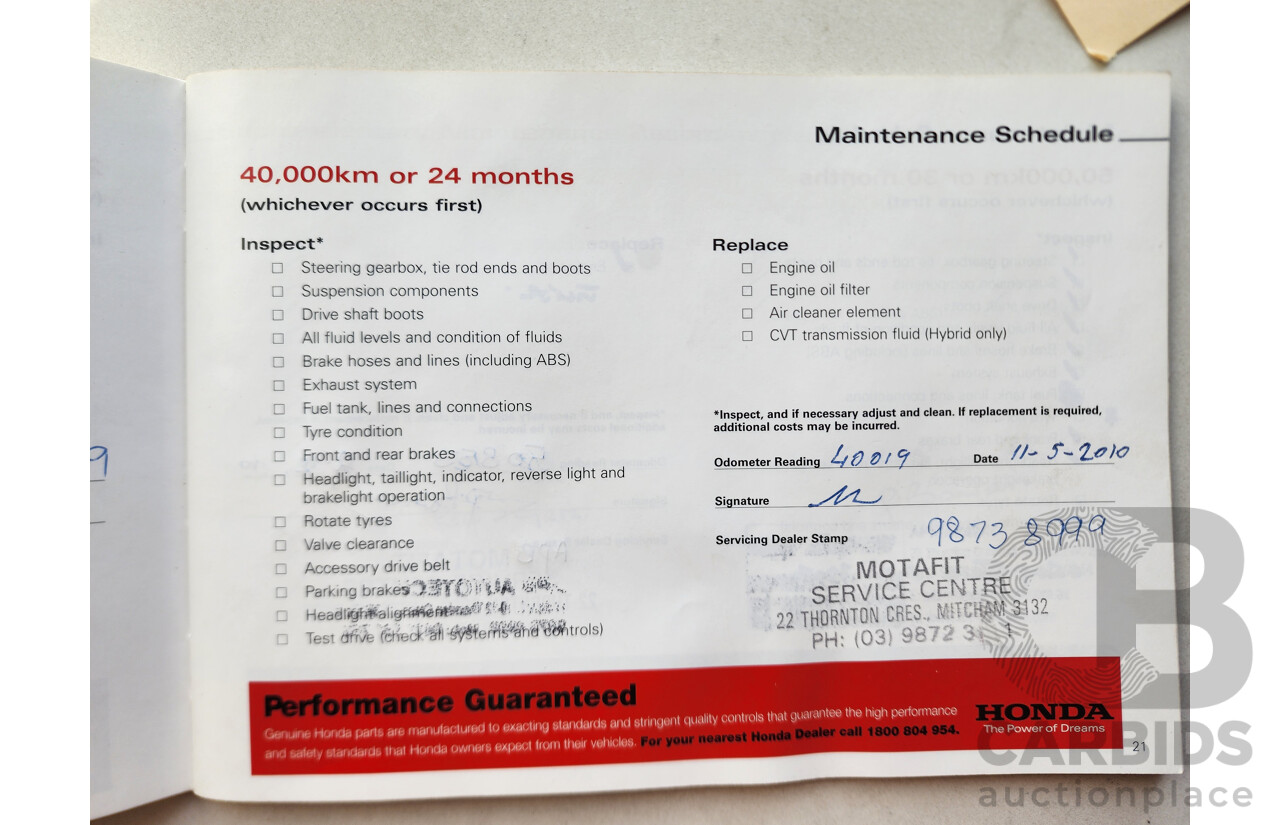 Maintenance Schedule
40,000km or 24 months
(whichever occurs first)
Inspect*
Steering gearbox, tie rod ends and boots
Suspension components
Drive shaft boots
All fluid levels and condition of fluids
Brake hoses and lines (including ABS)
Exhaust system
Fuel tank, lines and connections
Tyre condition
Front and rear brakes
Headlight, taillight, indicator, reverse light and
brakelight operation
Rotate tyres
Valve clearance
Accessory drive belt
Parking brakes
Headlight alignment
Test drive (check all systems and controls)
Replace
Engine oil
Engine oil filter
Air cleaner element
CVT transmission fluid (Hybrid only)
*Inspect, and if necessary adjust and clean. If replacement is required,
additional costs may be incurred.
Odometer Reading 40019 Date 11-5-2010
Signature
Servicing Dealer Stamp 9873 8999
MOTAFIT
SERVICE CENTRE
22 THORNTON CRES., MITCHAM 3132
PH: (03) 9872
Performance Guaranteed
Genuine Honda parts are manufactured to exacting standards and stringent quality controls that guarantee the high performance
and safety standards that Honda owners expect from their vehicles. For your nearest Honda Dealer call 1800 804 954.
HONDA
The Power of Dreams
21
9
CARBIDS
auctionplace